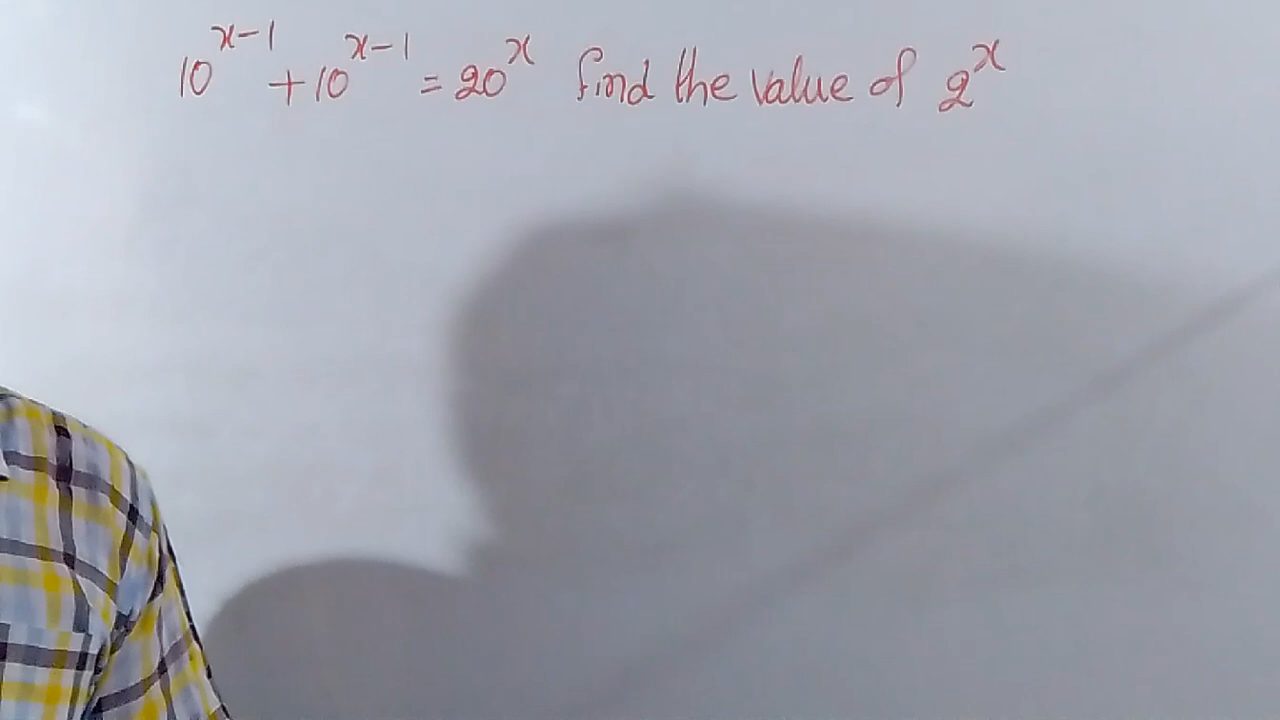 10^{x-1} + 10^{x-1} = 20^x find the value of 2^x